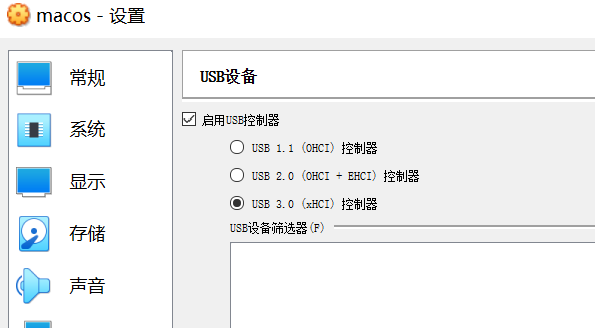 macos - 设置
常规
系统
显示
存储
声音
USB设备
启用USB控制器
USB 1.1 (OHCI) 控制器
USB 2.0 (OHCI + EHCI) 控制器
USB 3.0 (xHCI) 控制器
USB设备筛选器(F)